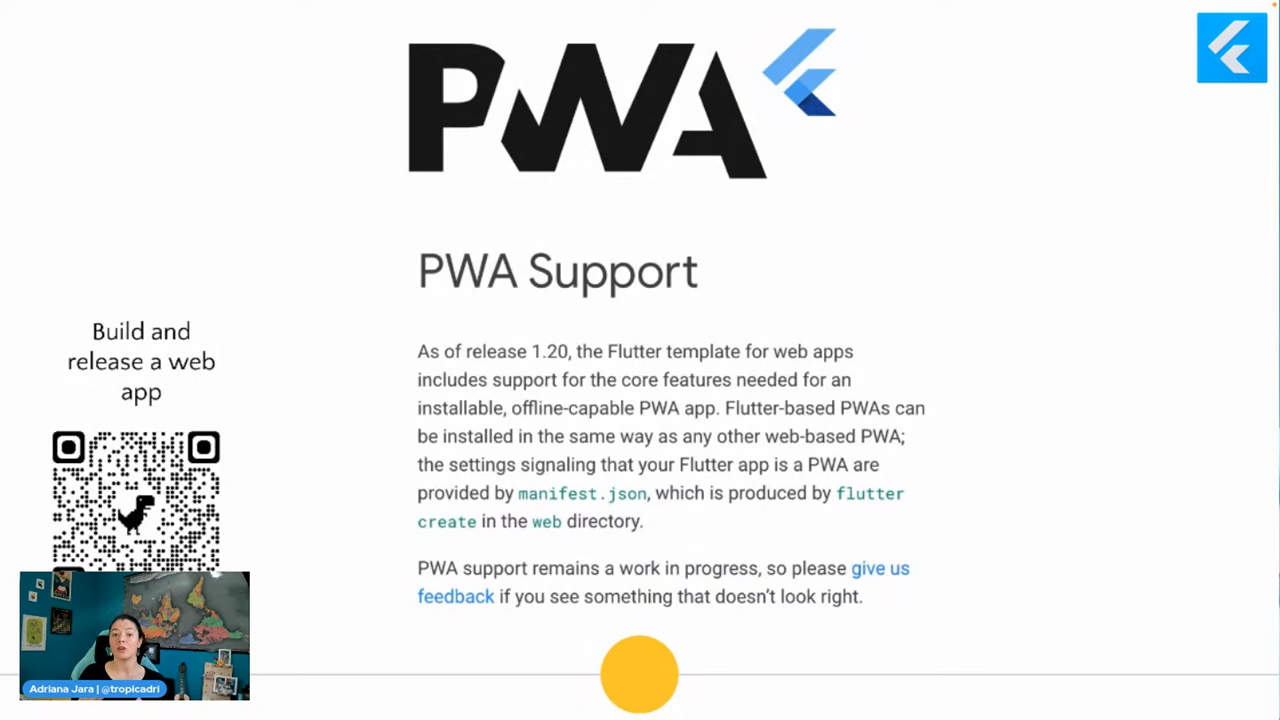 PWA
PWA Support
Build and
release a web
app
As of release 1.20, the Flutter template for web apps
includes support for the core features needed for an
installable, offline-capable PWA app. Flutter-based PWAs can
be installed in the same way as any other web-based PWA;
the settings signaling that your Flutter app is a PWA are
provided by manifest.json, which is produced by flutter
create in the web directory.
PWA support remains a work in progress, so please give us
feedback if you see something that doesn't look right.
Adriana Jara | @tropicadri